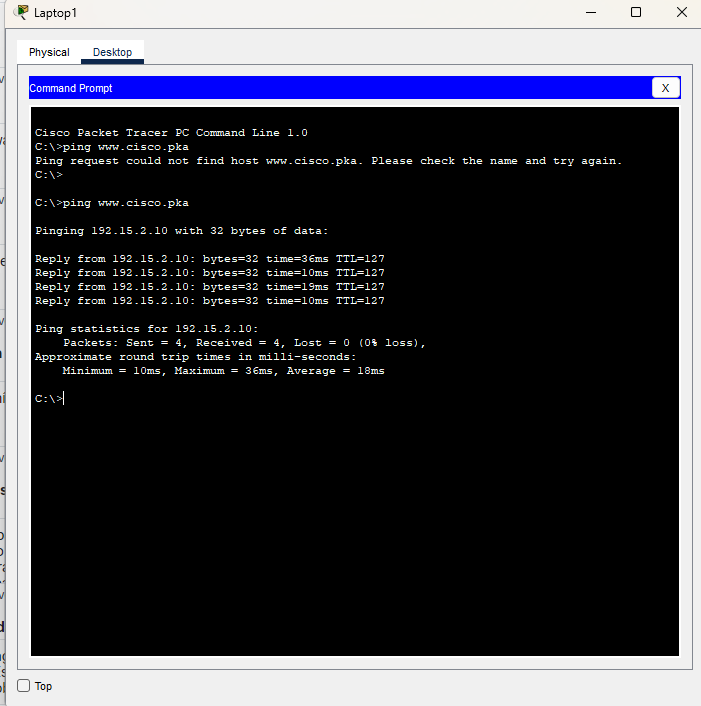 Laptop1
Physical Desktop
Command Prompt X
Cisco Packet Tracer PC Command Line 1.0
C:\>ping www.cisco.pka
Ping request could not find host www.cisco.pka. Please check the name and try again.
C:\>
C:\>ping www.cisco.pka
Pinging 192.15.2.10 with 32 bytes of data:
Reply from 192.15.2.10: bytes=32 time=36ms TTL=127
Reply from 192.15.2.10: bytes=32 time=10ms TTL=127
Reply from 192.15.2.10: bytes=32 time=19ms TTL=127
Reply from 192.15.2.10: bytes=32 time=10ms TTL=127
Ping statistics for 192.15.2.10:
Packets: Sent = 4, Received = 4, Lost = 0 (0% loss),
Approximate round trip times in milli-seconds:
Minimum = 10ms, Maximum = 36ms, Average = 18ms
C:\>
Top